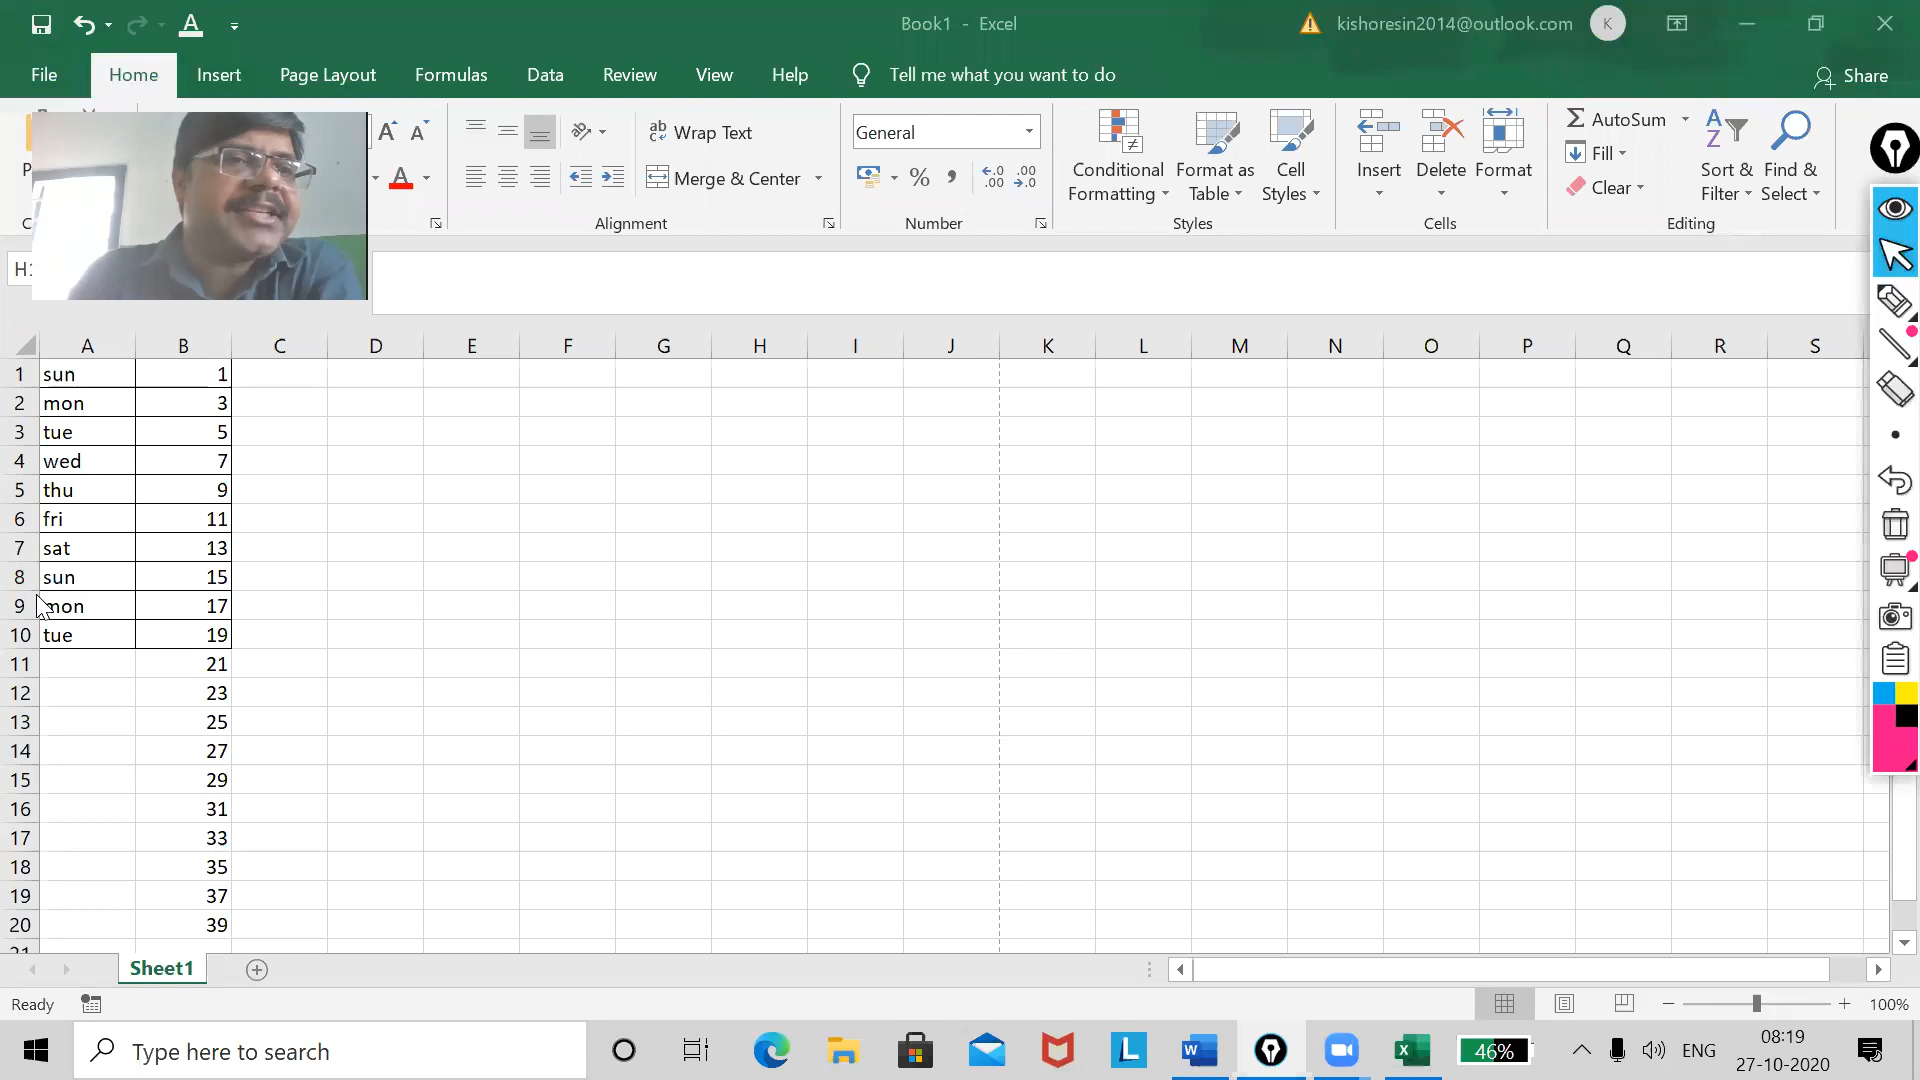 Book1 - Excel
kishoresin2014@outlook.com
K
File Home Insert Page Layout Formulas Data Review View Help Tell me what you want to do
Share
Wrap Text
Merge & Center
Alignment
General
Number
Conditional Formatting
Format as Table
Cell Styles
Styles
Insert
Delete
Format
Cells
AutoSum
Fill
Clear
Sort & Filter
Find & Select
Editing
A B C D E F G H I J K L M N O P Q R S
1 sun 1
2 mon 3
3 tue 5
4 wed 7
5 thu 9
6 fri 11
7 sat 13
8 sun 15
9 mon 17
10 tue 19
11 21
12 23
13 25
14 27
15 29
16 31
17 33
18 35
19 37
20 39
Sheet1
Ready
100%
Type here to search
46%
ENG
08:19
27-10-2020